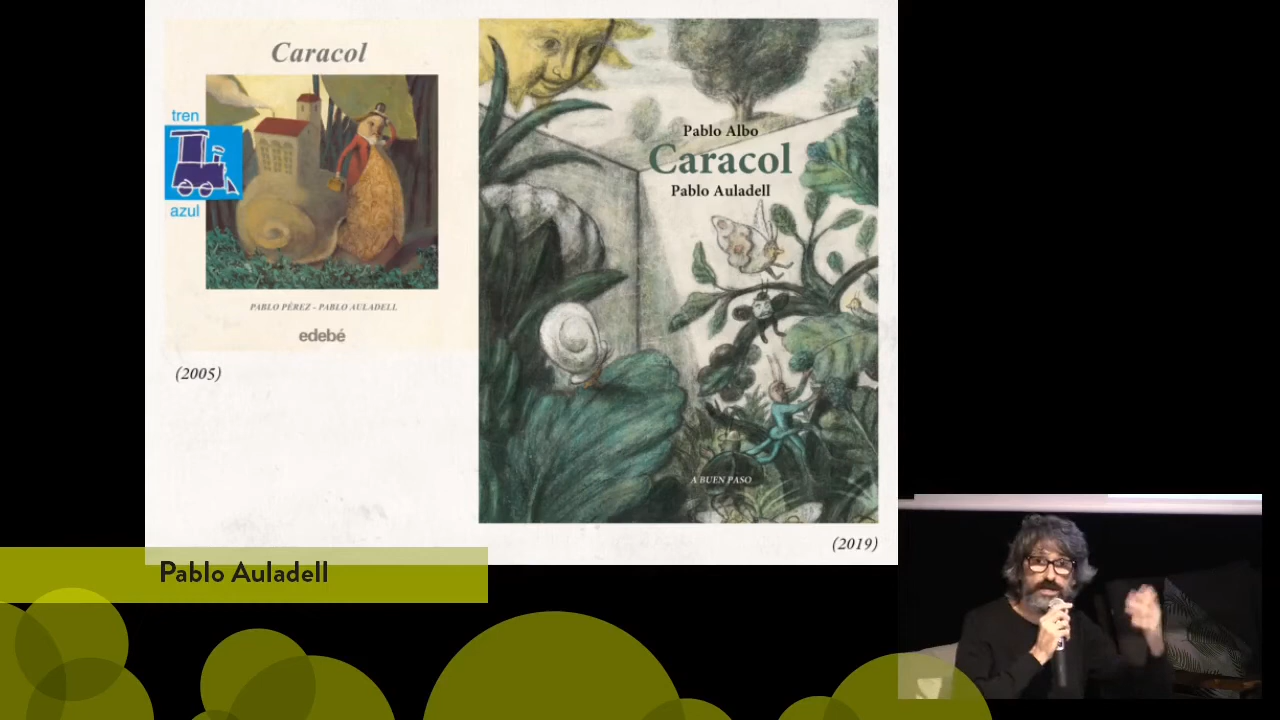 Caracol
tren
azul
PABLO PÉREZ - PABLO AULADELL
edebé
(2005)
Pablo Albo
Caracol
Pablo Auladell
A BUEN PASO
(2019)
Pablo Auladell